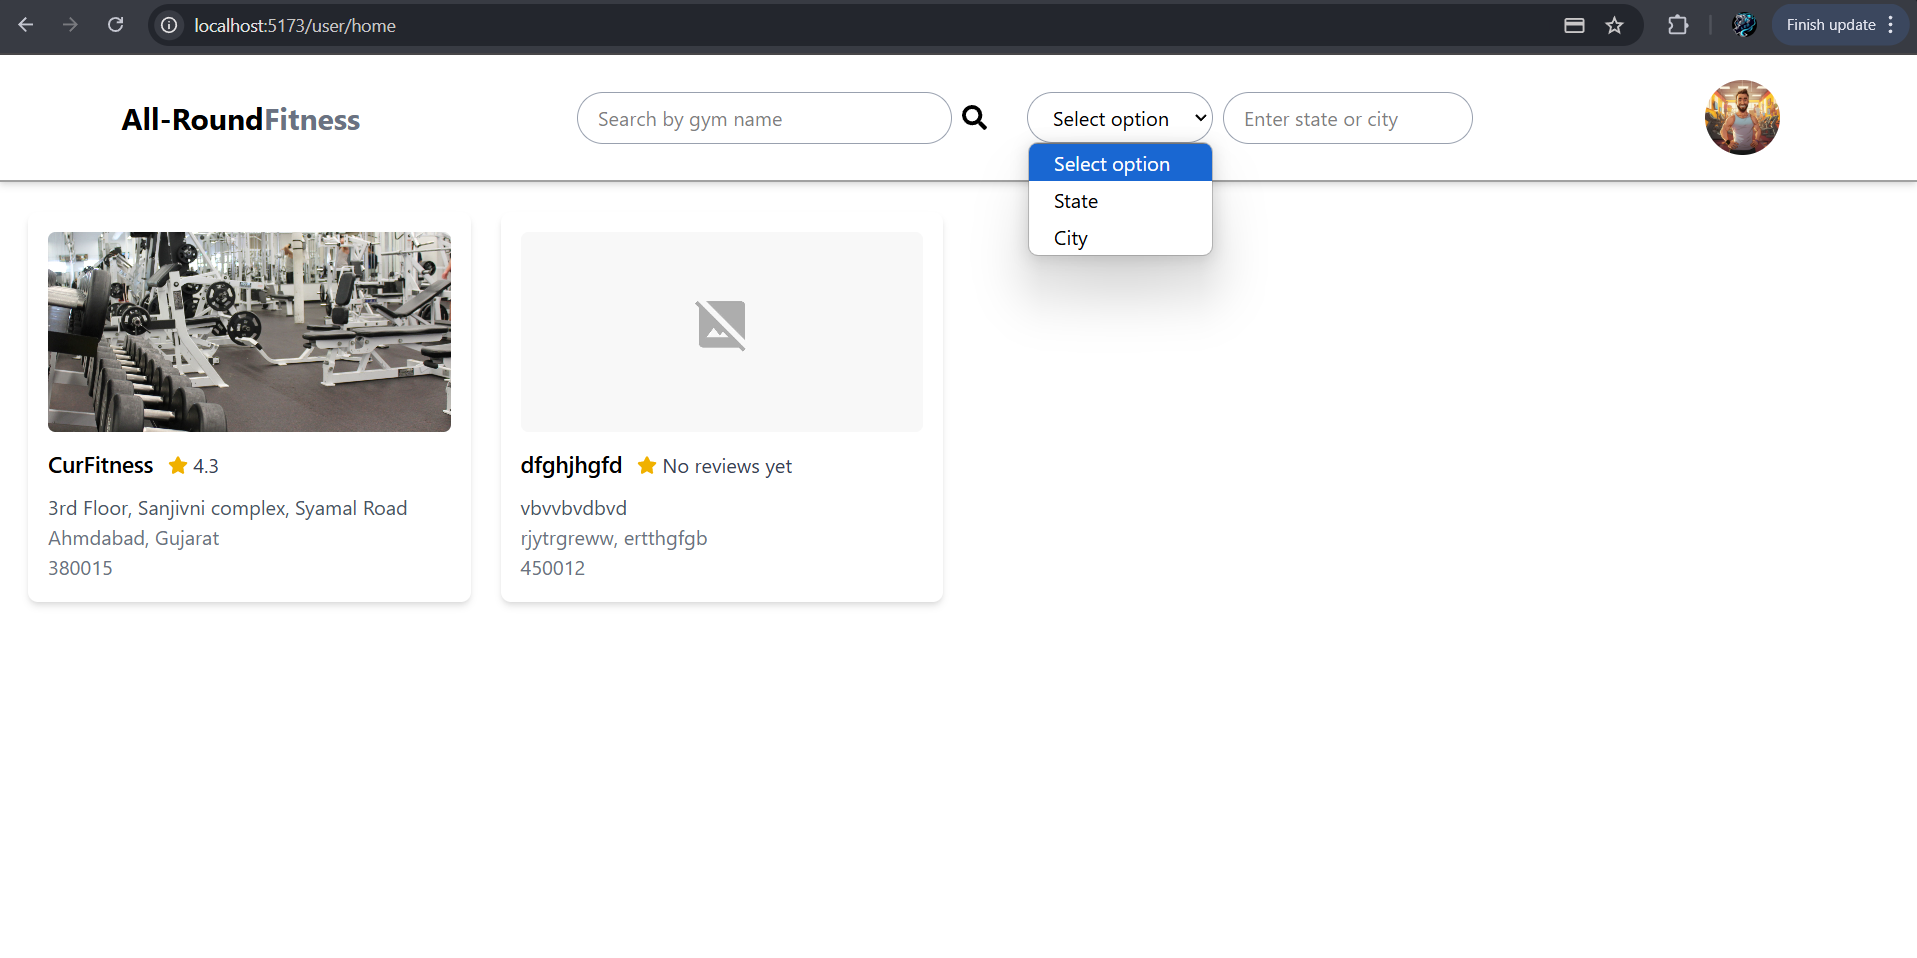 localhost:5173/user/home
Finish update
All-RoundFitness
Search by gym name
Select option
Enter state or city
Select option
State
City
CurFitness 4.3
3rd Floor, Sanjivni complex, Syamal Road
Ahmdabad, Gujarat
380015
dfghjhgfd No reviews yet
vbvvbvdbvd
rjytrgreww, ertthgfgb
450012